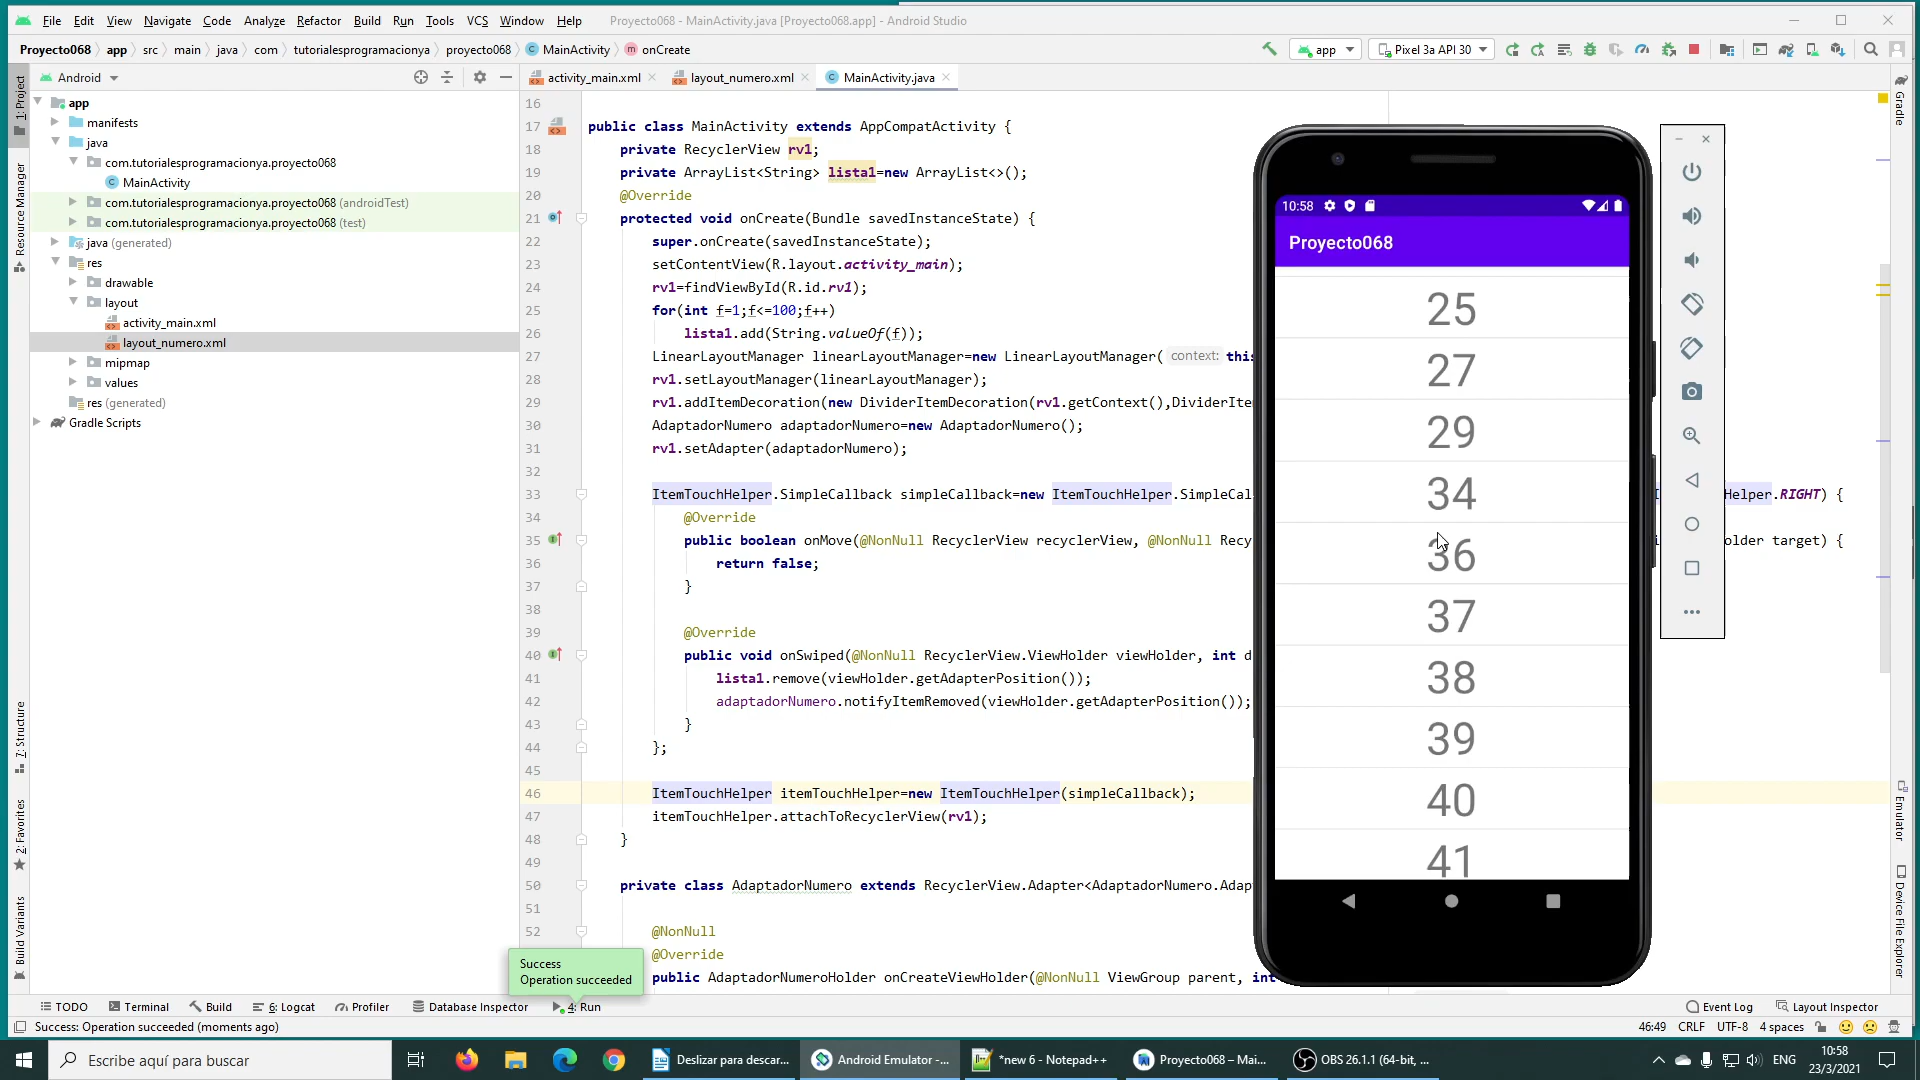 File Edit View Navigate Code Analyze Refactor Build Run Tools VCS Window Help Proyecto068 - MainActivity.java [Proyecto068.app] - Android Studio
Proyecto068 app src main java com tutorialesprogramacionya proyecto068 MainActivity onCreate app Pixel 3a API 30
Android activity_main.xml layout_numero.xml MainActivity.java
1: Project
Resource Manager
7: Structure
2: Favorites
Build Variants
app
manifests
java
com.tutorialesprogramacionya.proyecto068
MainActivity
com.tutorialesprogramacionya.proyecto068 (androidTest)
com.tutorialesprogramacionya.proyecto068 (test)
java (generated)
res
drawable
layout
activity_main.xml
layout_numero.xml
mipmap
values
res (generated)
Gradle Scripts
16
17 public class MainActivity extends AppCompatActivity {
18 private RecyclerView rv1;
19 private ArrayList<String> lista1=new ArrayList<>();
20 @Override
21 protected void onCreate(Bundle savedInstanceState) {
22 super.onCreate(savedInstanceState);
23 setContentView(R.layout.activity_main);
24 rv1=findViewById(R.id.rv1);
25 for(int f=1;f<=100;f++)
26 lista1.add(String.valueOf(f));
27 LinearLayoutManager linearLayoutManager=new LinearLayoutManager( context: this
28 rv1.setLayoutManager(linearLayoutManager);
29 rv1.addItemDecoration(new DividerItemDecoration(rv1.getContext(),DividerIte
30 AdaptadorNumero adaptadorNumero=new AdaptadorNumero();
31 rv1.setAdapter(adaptadorNumero);
32
33 ItemTouchHelper.SimpleCallback simpleCallback=new ItemTouchHelper.SimpleCal Helper.RIGHT) {
34 @Override
35 public boolean onMove(@NonNull RecyclerView recyclerView, @NonNull Recy older target) {
36 return false;
37 }
38
39 @Override
40 public void onSwiped(@NonNull RecyclerView.ViewHolder viewHolder, int d
41 lista1.remove(viewHolder.getAdapterPosition());
42 adaptadorNumero.notifyItemRemoved(viewHolder.getAdapterPosition());
43 }
44 };
45
46 ItemTouchHelper itemTouchHelper=new ItemTouchHelper(simpleCallback);
47 itemTouchHelper.attachToRecyclerView(rv1);
48 }
49
50 private class AdaptadorNumero extends RecyclerView.Adapter<AdaptadorNumero.Adap
51
52 @NonNull
@Override
public AdaptadorNumeroHolder onCreateViewHolder(@NonNull ViewGroup parent, int
10:58
Proyecto068
25
27
29
34
36
37
38
39
40
41
Gradle
Emulator
Device File Explorer
Success
Operation succeeded
TODO Terminal Build 6: Logcat Profiler Database Inspector 4: Run Event Log Layout Inspector
Success: Operation succeeded (moments ago) 46:49 CRLF UTF-8 4 spaces
Escribe aquí para buscar Deslizar para descar... Android Emulator -... *new 6 - Notepad++ Proyecto068 – Mai... OBS 26.1.1 (64-bit, ... ENG 10:58
23/3/2021